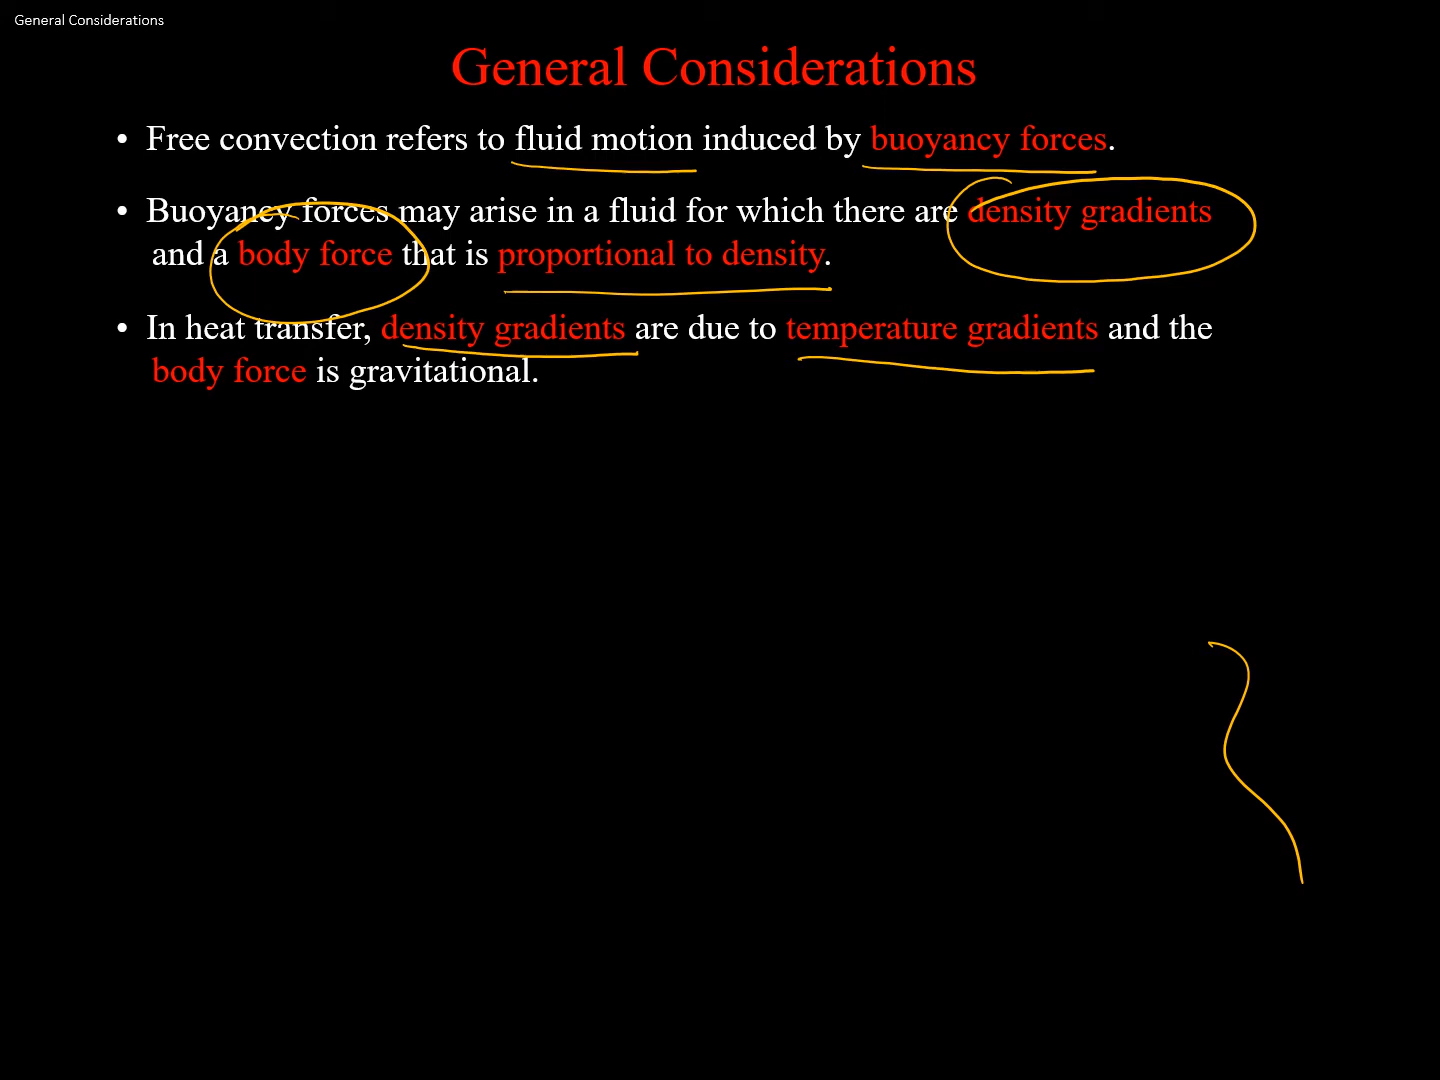 General Considerations
General Considerations
• Free convection refers to fluid motion induced by buoyancy forces.
• Buoyancy forces may arise in a fluid for which there are density gradients
and a body force that is proportional to density.
• In heat transfer, density gradients are due to temperature gradients and the
body force is gravitational.